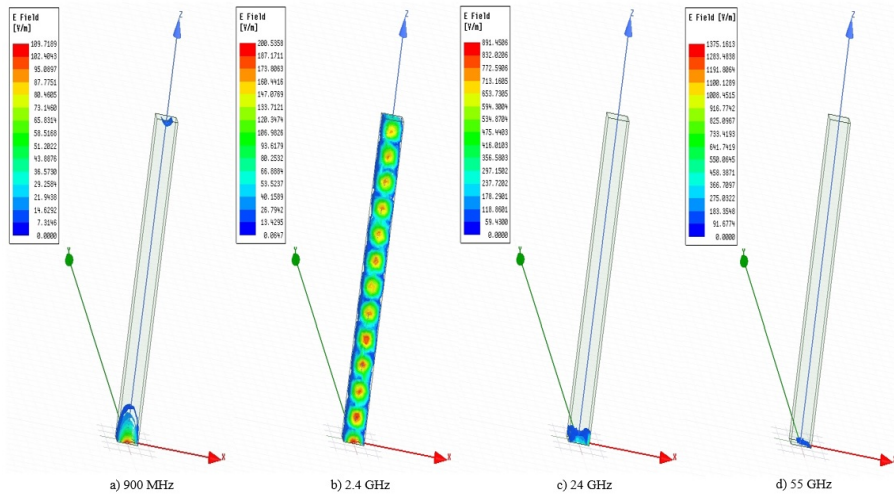 E Field
[V/m]
109.7189
102.4043
95.0897
87.7751
80.4605
73.1460
65.8314
58.5168
51.2022
43.8876
36.5730
29.2584
21.9438
14.6292
7.3146
0.0000
Z
Y
X
a) 900 MHz
E Field
[V/m]
200.5358
187.1711
173.8063
160.4416
147.0769
133.7121
120.3474
106.9826
93.6179
80.2532
66.8884
53.5237
40.1589
26.7942
13.4295
0.0647
Z
Y
X
b) 2.4 GHz
E Field
[V/m]
891.4506
832.0206
772.5906
713.1605
653.7305
594.3004
534.8704
475.4403
416.0103
356.5803
297.1502
237.7202
178.2901
118.8601
59.4300
0.0000
Z
Y
X
c) 24 GHz
E Field
[V/m]
1375.1613
1283.4838
1191.8064
1100.1289
1008.4515
916.7742
825.0967
733.4193
641.7419
550.0645
458.3871
366.7097
275.0322
183.3548
91.6774
0.0000
Z
Y
X
d) 55 GHz